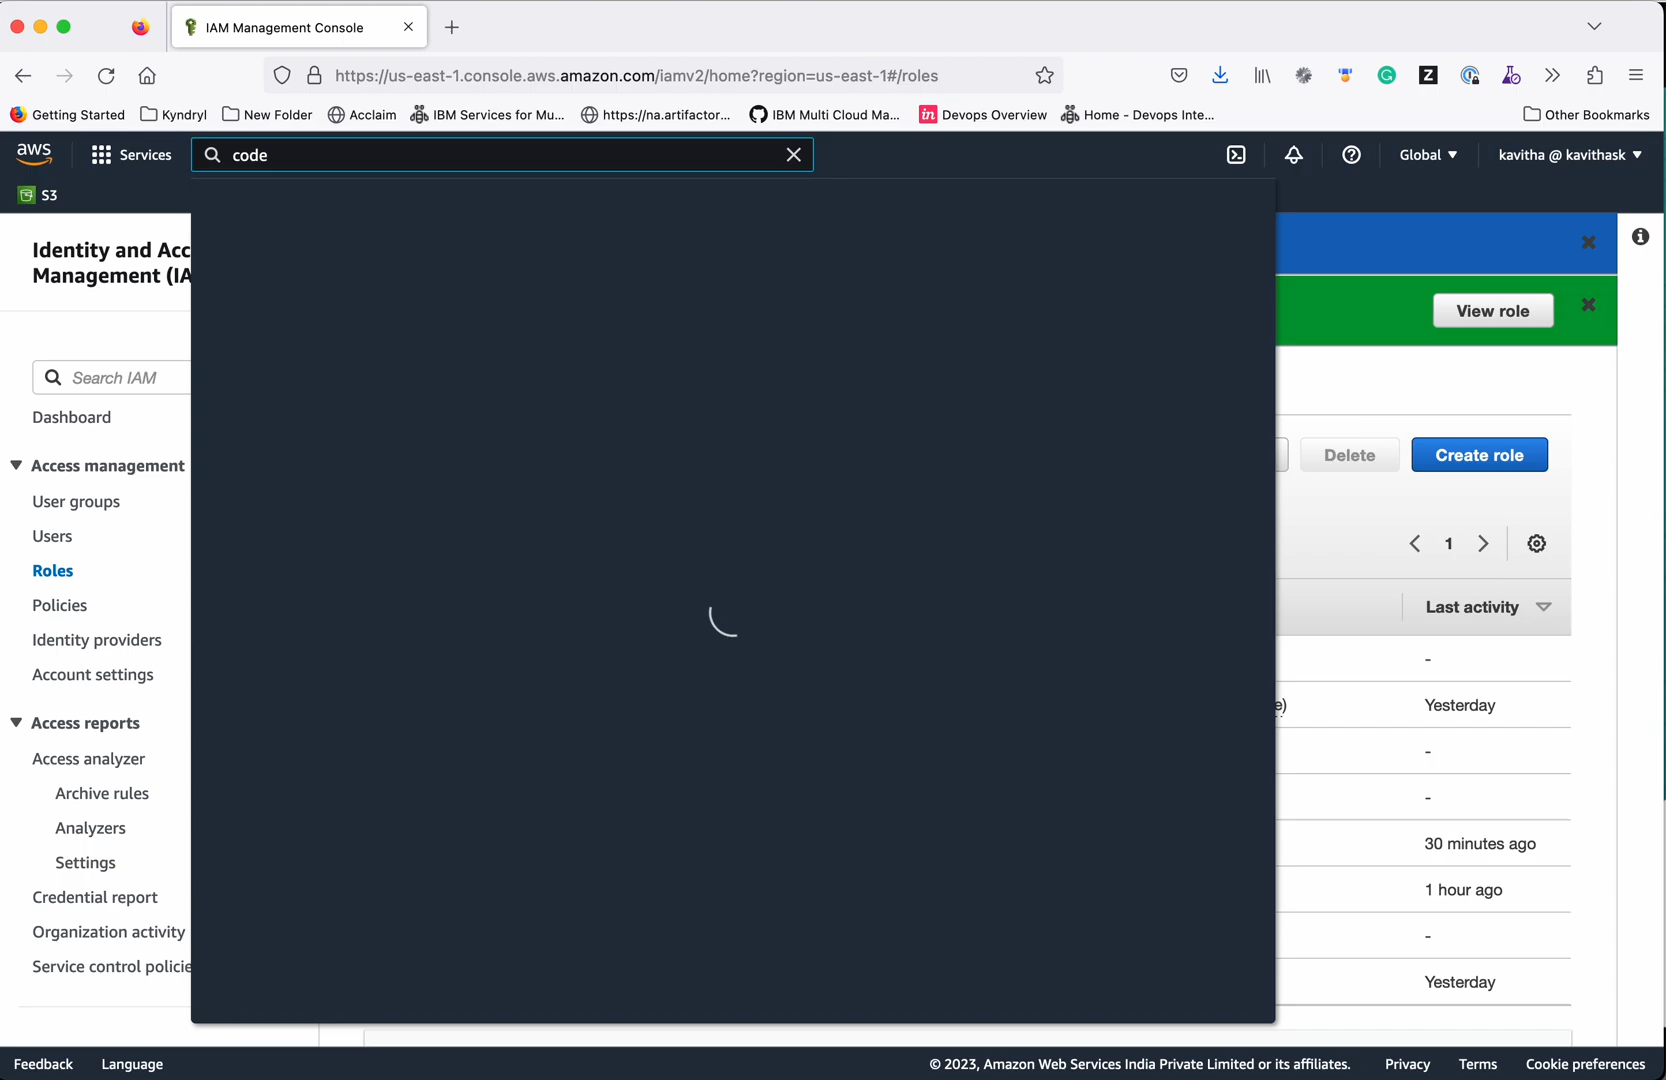 IAM Management Console
https://us-east-1.console.aws.amazon.com/iamv2/home?region=us-east-1#/roles
Getting Started
Kyndryl
New Folder
Acclaim
IBM Services for Mu...
https://na.artifactor...
IBM Multi Cloud Ma...
in Devops Overview
Home - Devops Inte...
Other Bookmarks
aws
Services
code
Global
kavitha @ kavithask
S3
Identity and Acc
Management (IA
View role
Search IAM
Dashboard
Delete
Create role
Access management
User groups
Users
1
Roles
Policies
Last activity
Identity providers
-
Account settings
e)
Yesterday
Access reports
Access analyzer
-
Archive rules
-
Analyzers
30 minutes ago
Settings
1 hour ago
Credential report
Organization activity
-
Service control policie
Yesterday
Feedback
Language
© 2023, Amazon Web Services India Private Limited or its affiliates.
Privacy
Terms
Cookie preferences